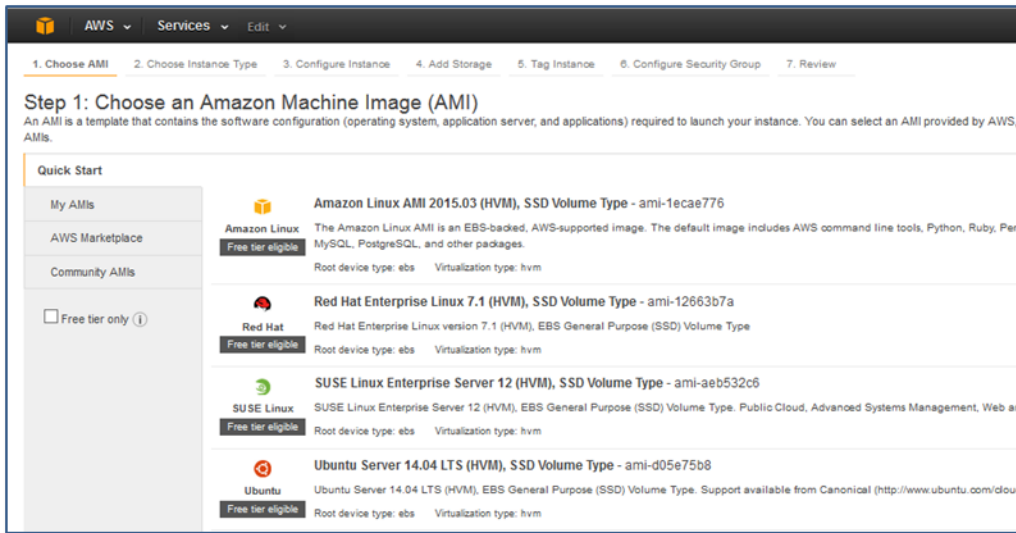 AWS Services Edit
1. Choose AMI 2. Choose Instance Type 3. Configure Instance 4. Add Storage 5. Tag Instance 6. Configure Security Group 7. Review
Step 1: Choose an Amazon Machine Image (AMI)
An AMI is a template that contains the software configuration (operating system, application server, and applications) required to launch your instance. You can select an AMI provided by AWS,
AMIs.
Quick Start
My AMIs
AWS Marketplace
Community AMIs
Free tier only
Amazon Linux
Free tier eligible
Amazon Linux AMI 2015.03 (HVM), SSD Volume Type - ami-1ecae776
The Amazon Linux AMI is an EBS-backed, AWS-supported image. The default image includes AWS command line tools, Python, Ruby, Per
MySQL, PostgreSQL, and other packages.
Root device type: ebs Virtualization type: hvm
Red Hat
Free tier eligible
Red Hat Enterprise Linux 7.1 (HVM), SSD Volume Type - ami-12663b7a
Red Hat Enterprise Linux version 7.1 (HVM), EBS General Purpose (SSD) Volume Type
Root device type: ebs Virtualization type: hvm
SUSE Linux
Free tier eligible
SUSE Linux Enterprise Server 12 (HVM), SSD Volume Type - ami-aeb532c6
SUSE Linux Enterprise Server 12 (HVM), EBS General Purpose (SSD) Volume Type. Public Cloud, Advanced Systems Management, Web a
Root device type: ebs Virtualization type: hvm
Ubuntu
Free tier eligible
Ubuntu Server 14.04 LTS (HVM), SSD Volume Type - ami-d05e75b8
Ubuntu Server 14.04 LTS (HVM), EBS General Purpose (SSD) Volume Type. Support available from Canonical (http://www.ubuntu.com/clou
Root device type: ebs Virtualization type: hvm